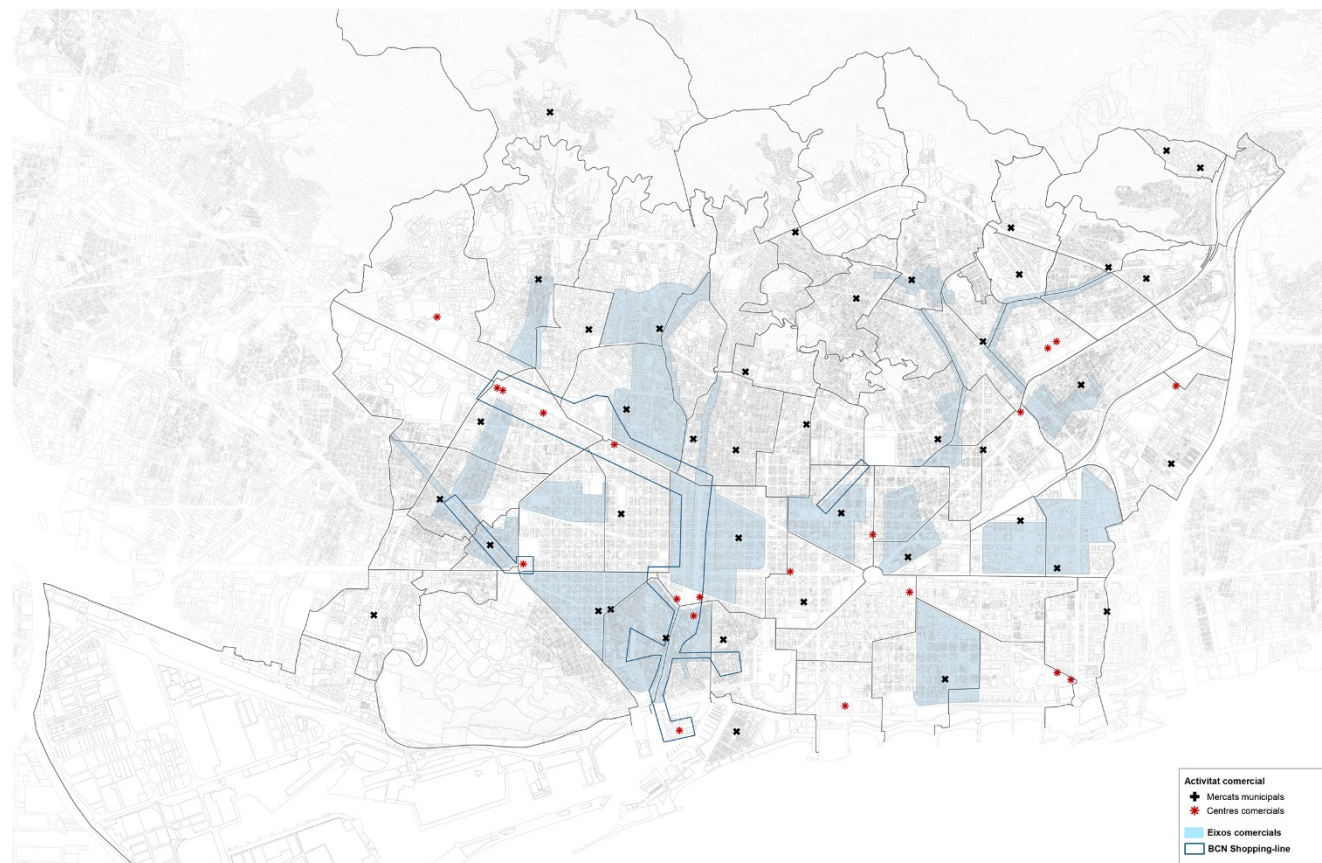 Activitat comercial
Mercats municipals
Centres comercials
Eixos comercials
BCN Shopping-line